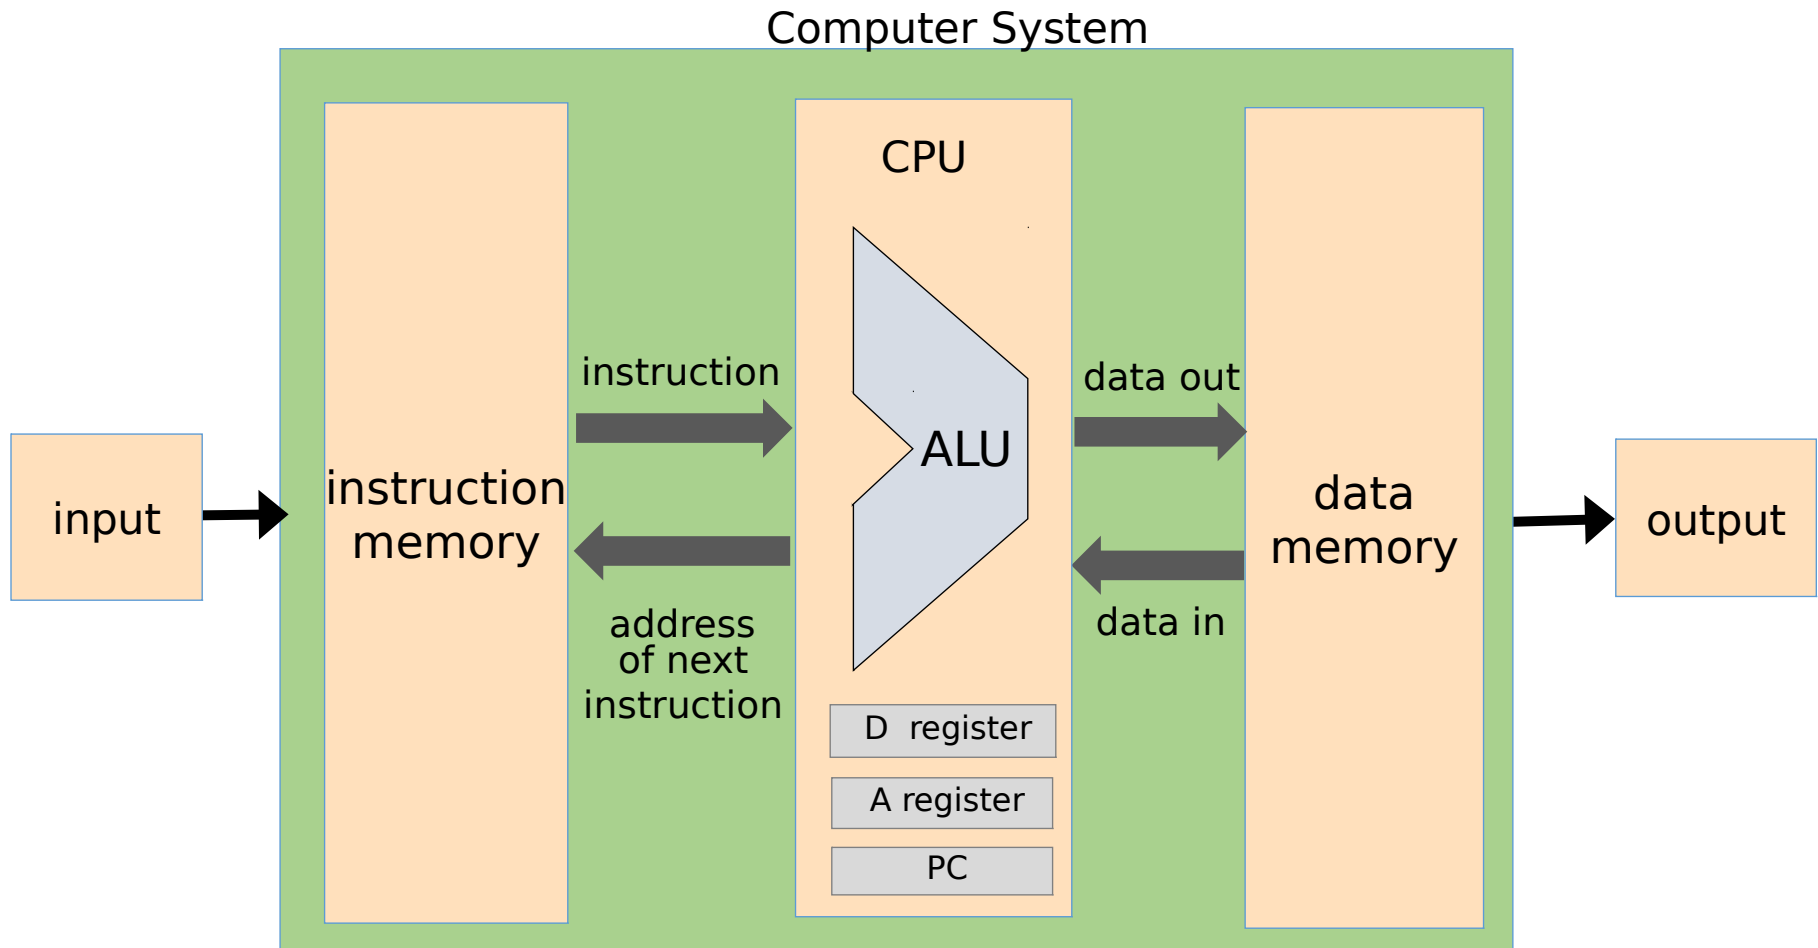 Computer System
input
instruction
memory
instruction
address
of next
instruction
CPU
ALU
D register
A register
PC
data out
data in
data
memory
output